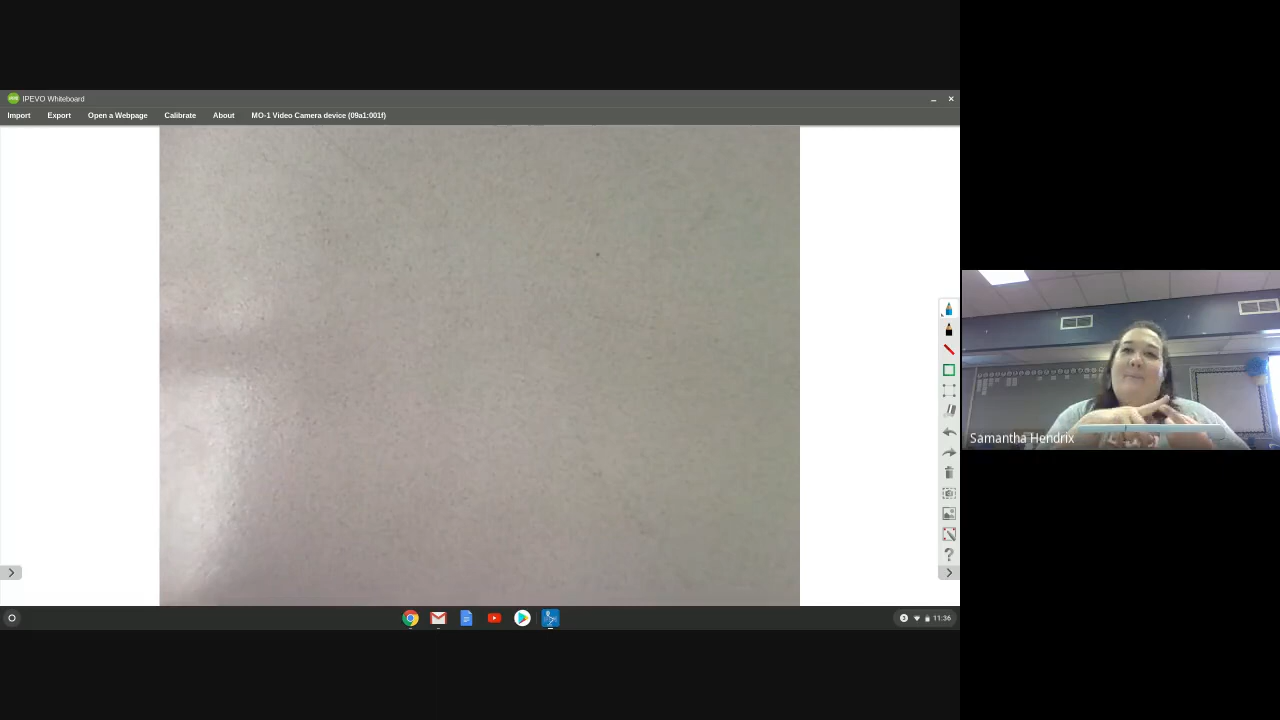 IPEVO Whiteboard
Import Export Open a Webpage Calibrate About MO-1 Video Camera device (09a1:001f)
Samantha Hendrix
3 11:36